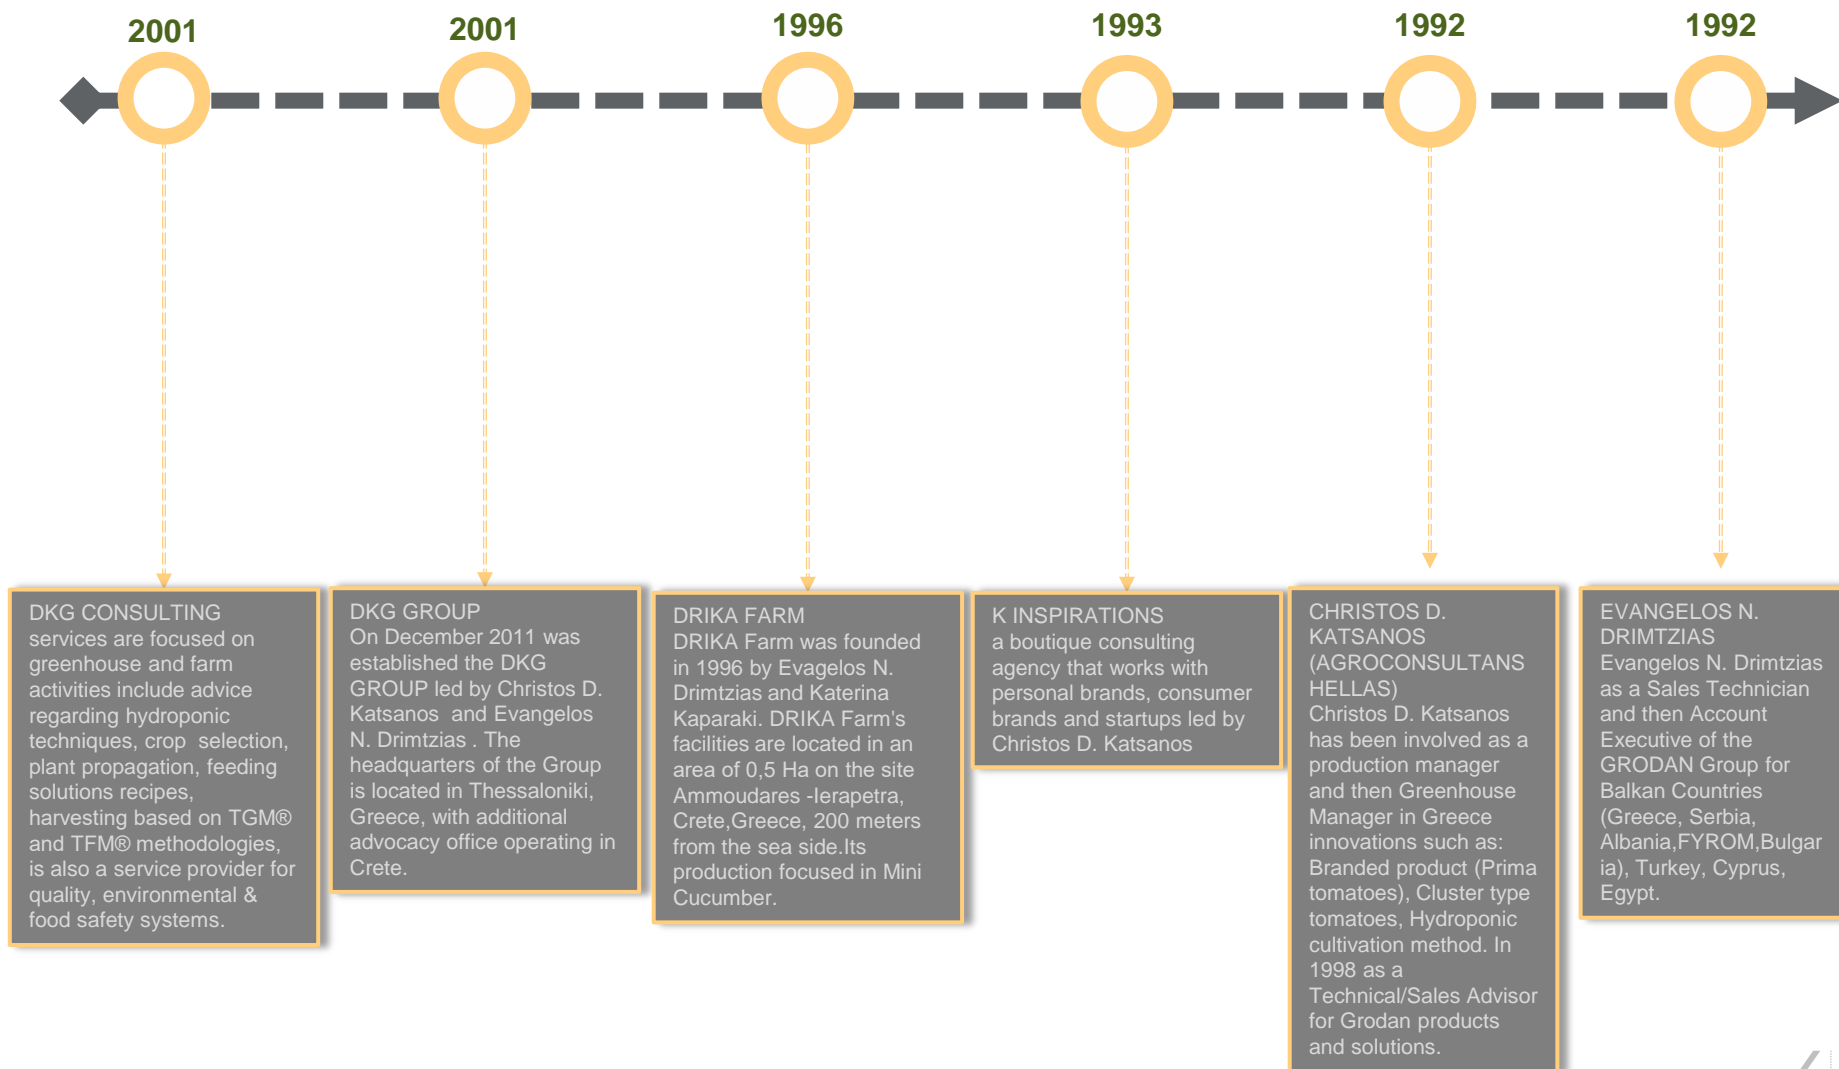 2001
2001
1996
1993
1992
1992
DKG CONSULTING
services are focused on
greenhouse and farm
activities include advice
regarding hydroponic
techniques, crop  selection,
plant propagation, feeding
solutions recipes,
harvesting based on TGM®
and TFM® methodologies,
is also a service provider for
quality, environmental &
food safety systems.
DKG GROUP
On December 2011 was
established the DKG
GROUP led by Christos D.
Katsanos  and Evangelos
N. Drimtzias . The
headquarters of the Group
is located in Thessaloniki,
Greece, with additional
advocacy office operating in
Crete.
DRIKA FARM
DRIKA Farm was founded
in 1996 by Evagelos N.
Drimtzias and Katerina
Kaparaki. DRIKA Farm's
facilities are located in an
area of 0,5 Ha on the site
Ammoudares -Ierapetra,
Crete,Greece, 200 meters
from the sea side.Its
production focused in Mini
Cucumber.
K INSPIRATIONS
a boutique consulting
agency that works with
personal brands, consumer
brands and startups led by
Christos D. Katsanos
CHRISTOS D.
KATSANOS
(AGROCONSULTANS
HELLAS)
Christos D. Katsanos
has been involved as a
production manager
and then Greenhouse
Manager in Greece
innovations such as:
Branded product (Prima
tomatoes), Cluster type
tomatoes, Hydroponic
cultivation method. In
1998 as a
Technical/Sales Advisor
for Grodan products
and solutions.
EVANGELOS N.
DRIMTZIAS
Evangelos N. Drimtzias
as a Sales Technician
and then Account
Executive of the
GRODAN Group for
Balkan Countries
(Greece, Serbia,
Albania,FYROM,Bulgar
ia), Turkey, Cyprus,
Egypt.